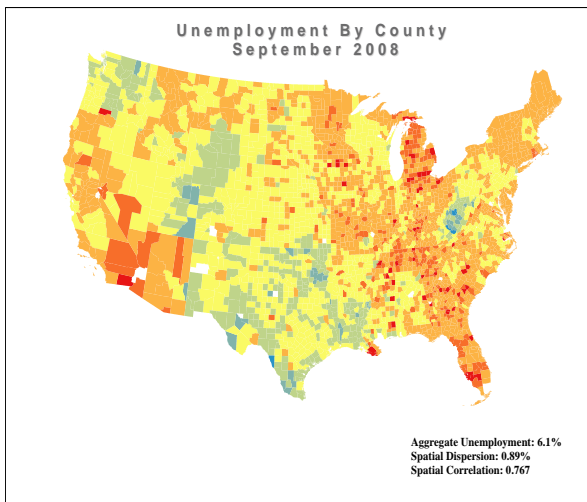 Unemployment By County
September 2008
Aggregate Unemployment: 6.1%
Spatial Dispersion: 0.89%
Spatial Correlation: 0.767